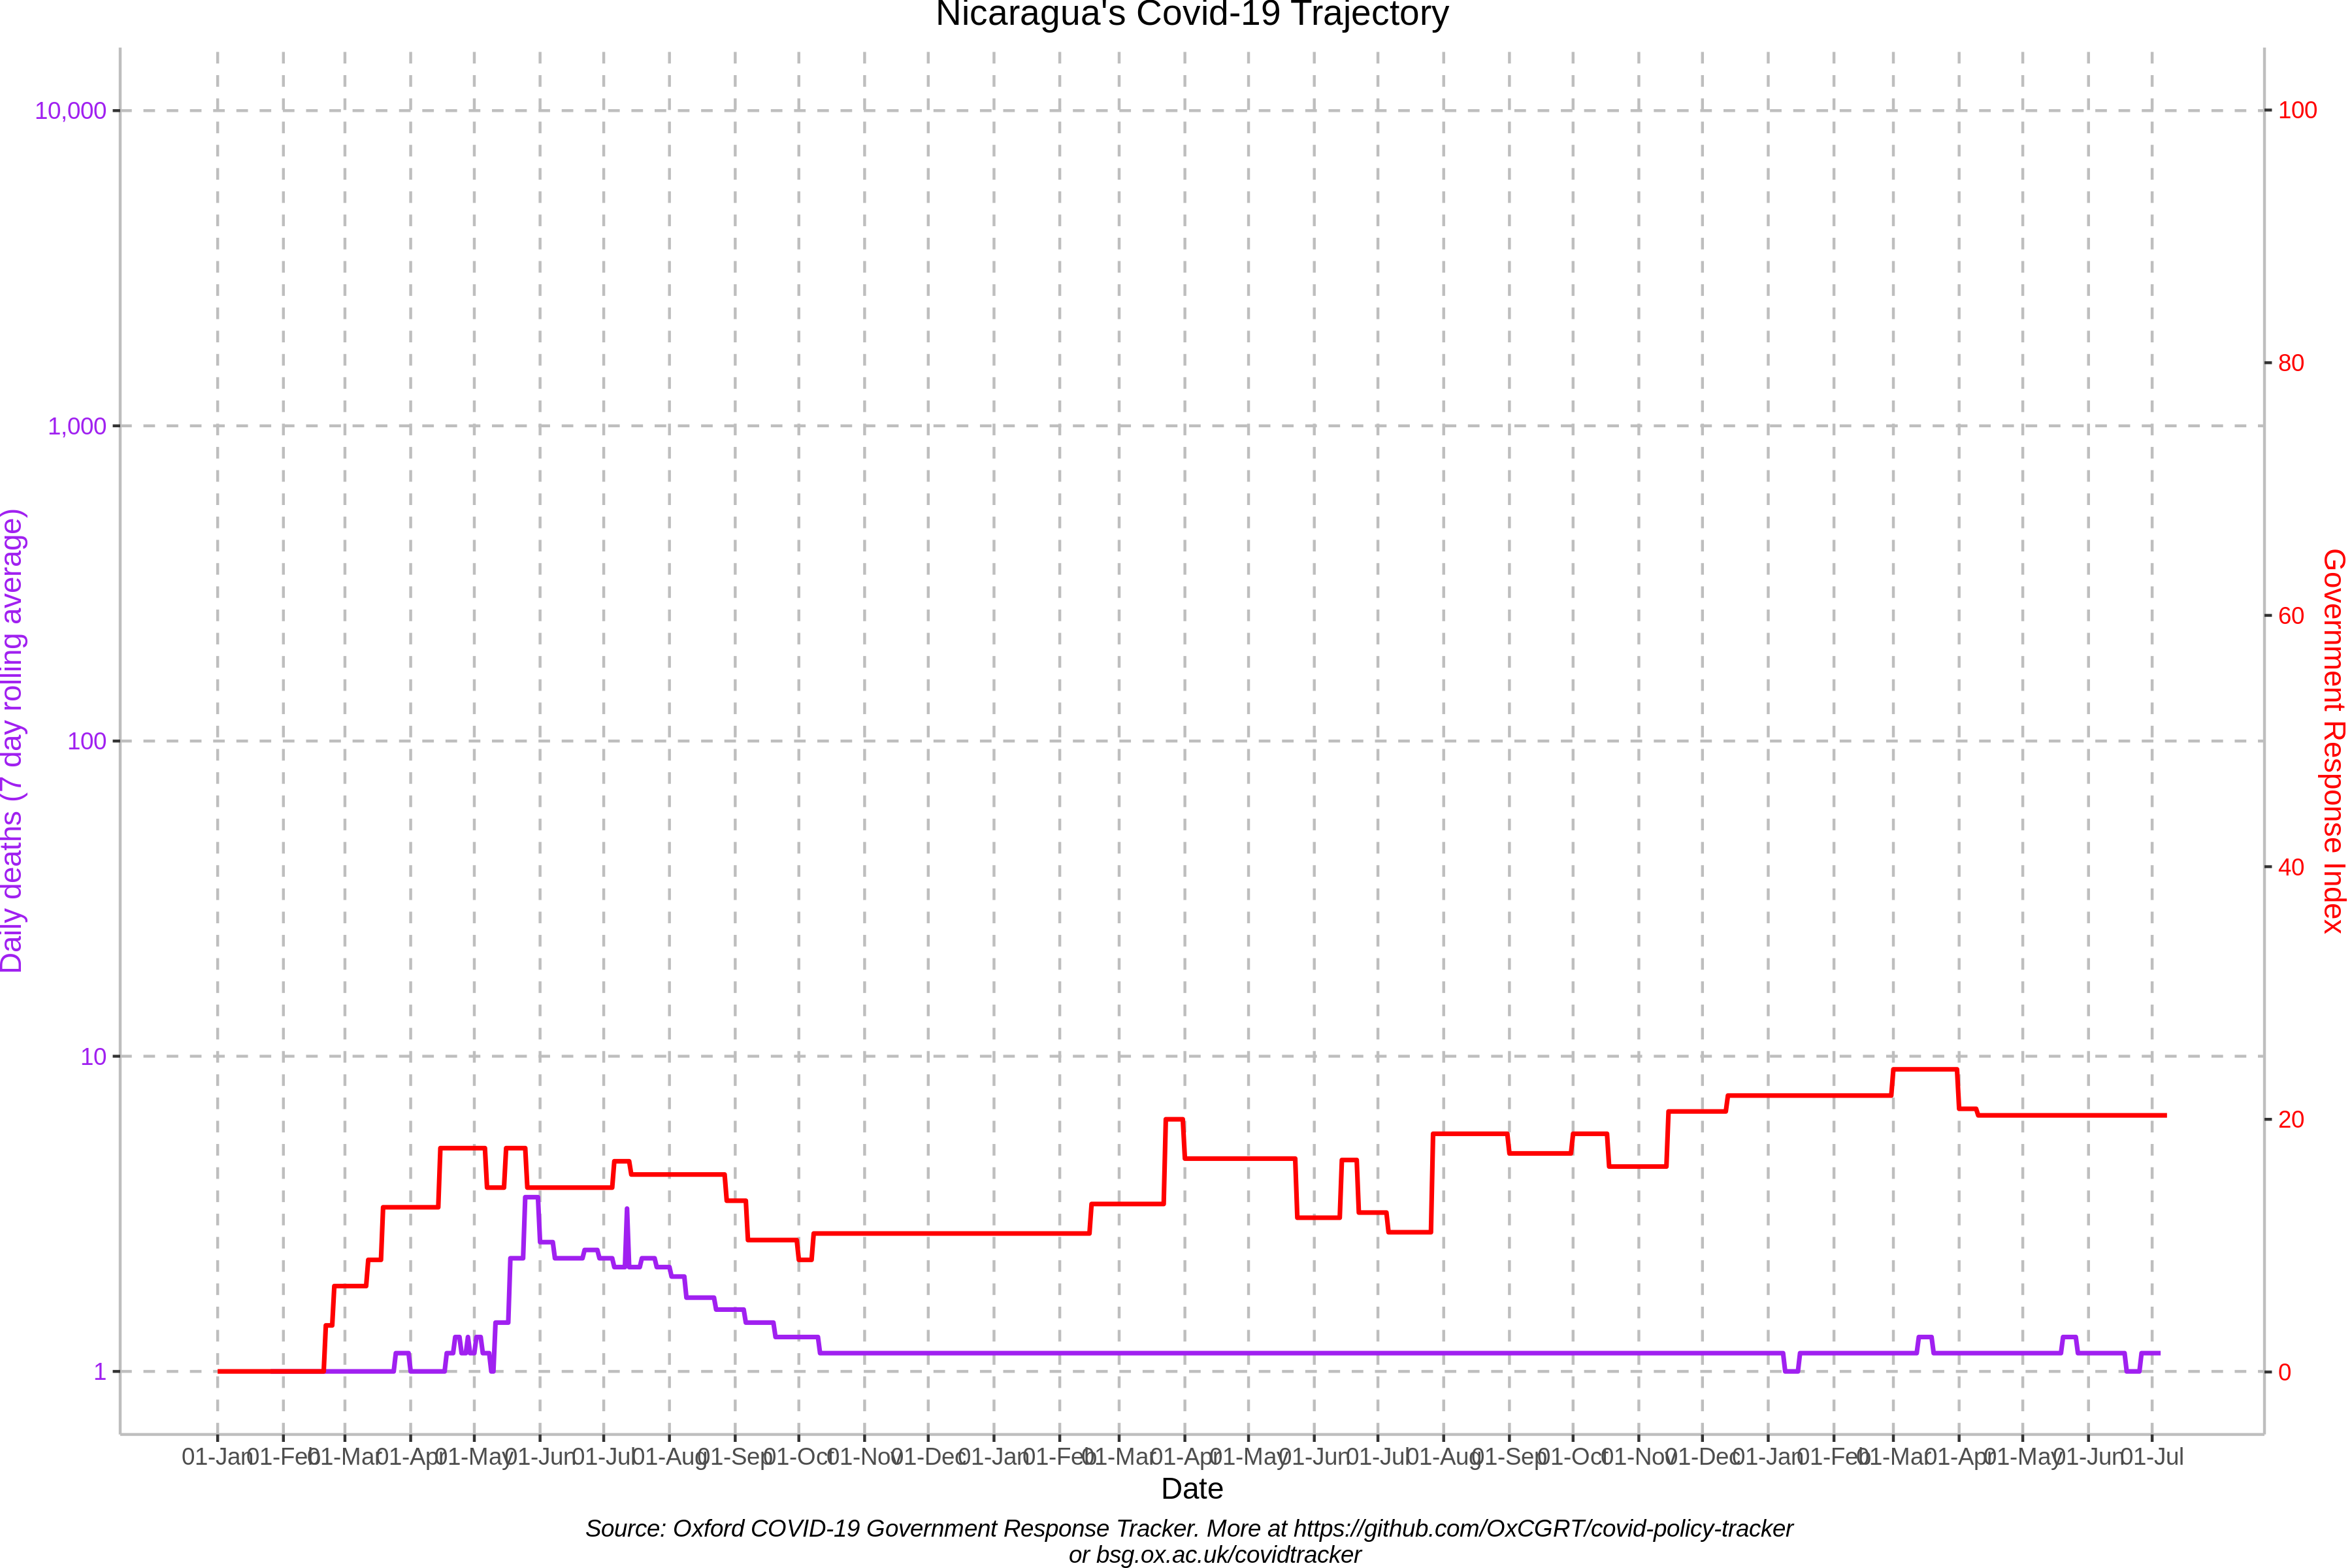 Nicaragua's Covid-19 Trajectory
10,000
1,000
100
10
1
Daily deaths (7 day rolling average)
100
80
60
40
20
0
Government Response Index
01-Jan 01-Feb 01-Mar 01-Apr 01-May 01-Jun 01-Jul 01-Aug 01-Sep 01-Oct 01-Nov 01-Dec 01-Jan 01-Feb 01-Mar 01-Apr 01-May 01-Jun 01-Jul 01-Aug 01-Sep 01-Oct 01-Nov 01-Dec 01-Jan 01-Feb 01-Mar 01-Apr 01-May 01-Jun 01-Jul
Date
Source: Oxford COVID-19 Government Response Tracker. More at https://github.com/OxCGRT/covid-policy-tracker
or bsg.ox.ac.uk/covidtracker